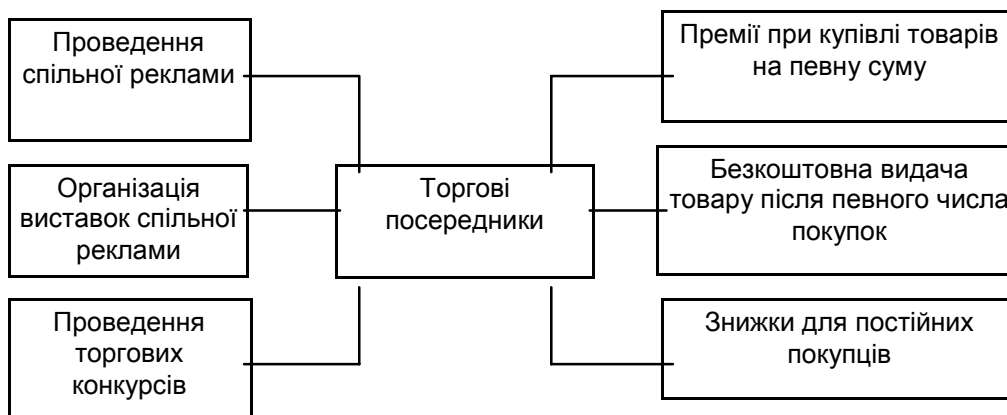 Проведення
спільної реклами
Організація
виставок спільної
реклами
Проведення
торгових
конкурсів
Торгові
посередники
Премії при купівлі товарів
на певну суму
Безкоштовна видача
товару після певного числа
покупок
Знижки для постійних
покупців